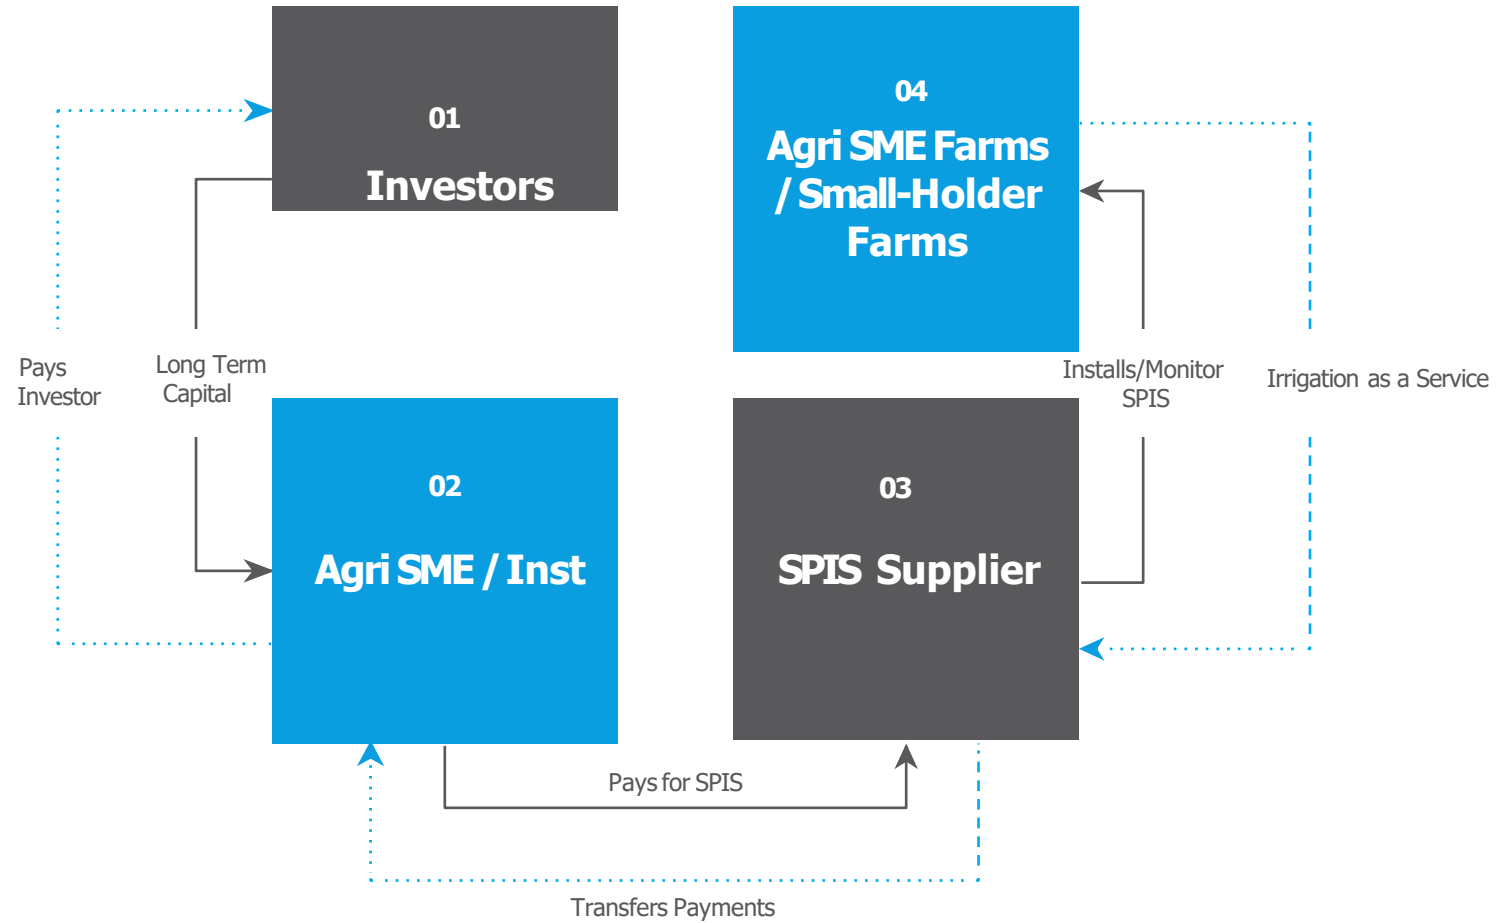 01
Investors
04
Agri SME Farms
/ Small-Holder
Farms
Pays
Investor
Long Term
Capital
Installs/Monitor
SPIS
Irrigation as a Service
02
Agri SME / Inst
03
SPIS Supplier
Pays for SPIS
Transfers Payments